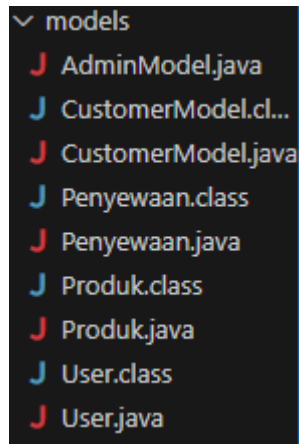 models
J AdminModel.java
J CustomerModel.cl...
J CustomerModel.java
J Penyewaan.class
J Penyewaan.java
J Produk.class
J Produk.java
J User.class
J User.java